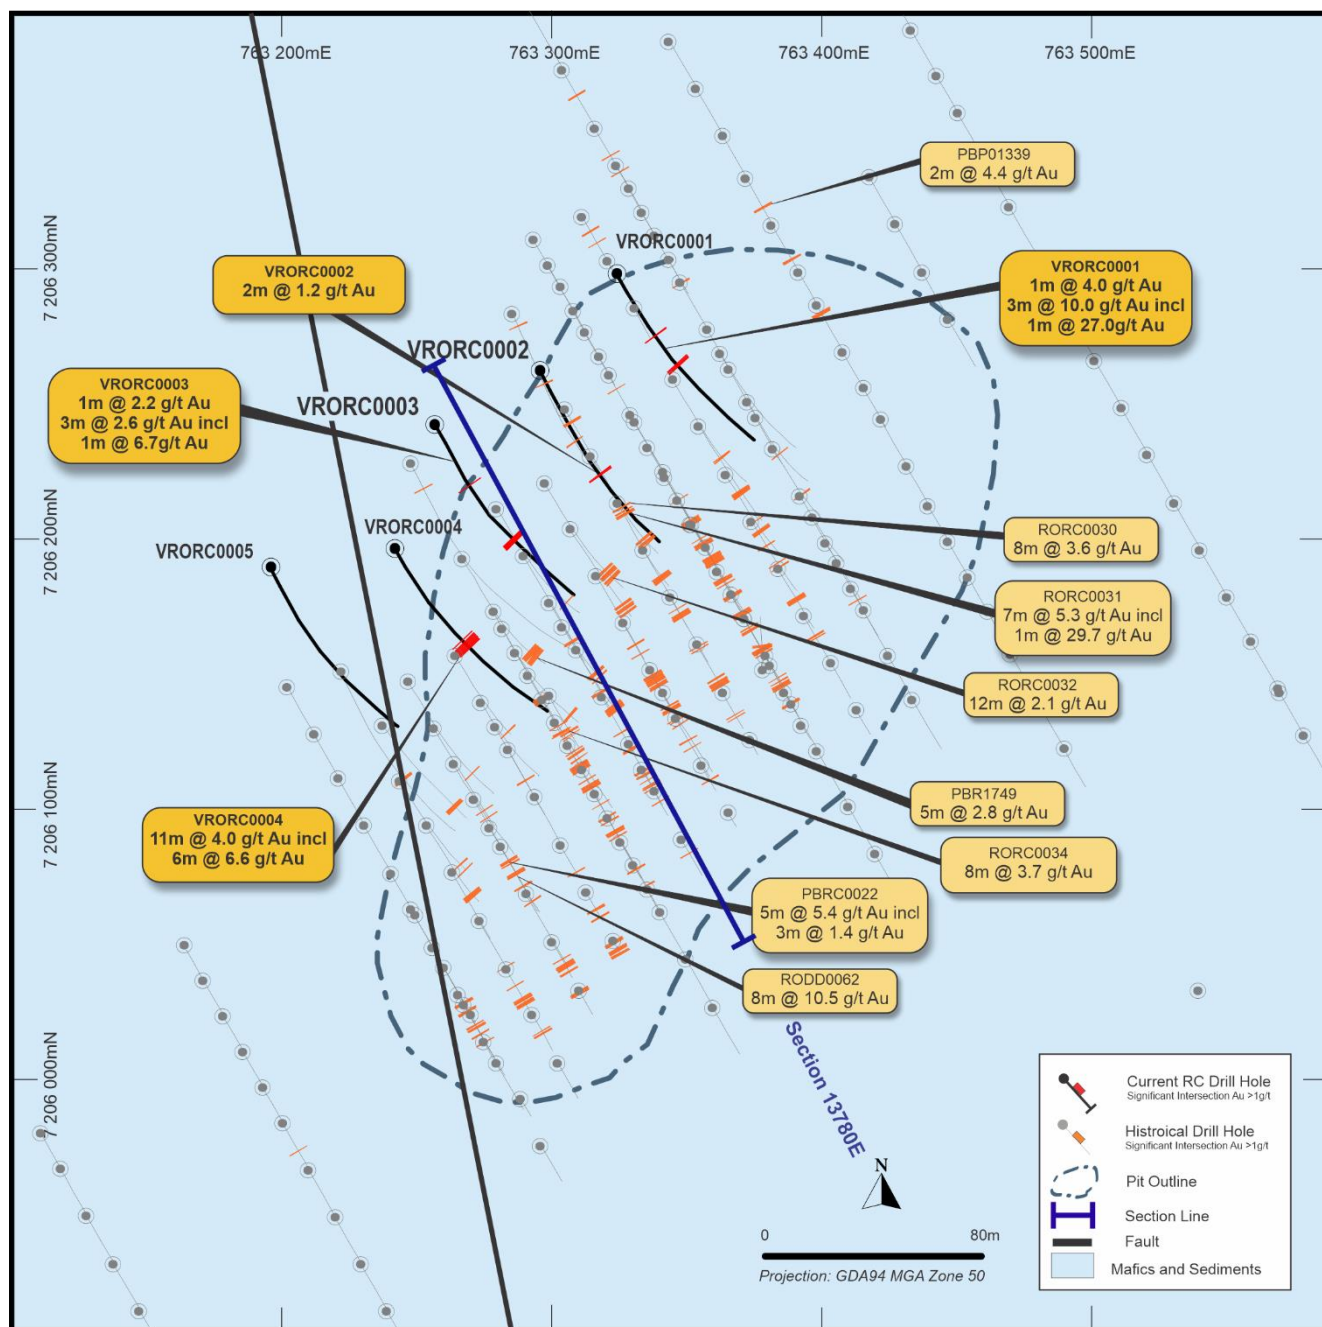 763 200mE
763 300mE
763 400mE
763 500mE
PBP01339
2m @ 4.4 g/t Au
7 206 300mN
VRORC0001
VRORC0002
2m @ 1.2 g/t Au
VRORC0001
1m @ 4.0 g/t Au
3m @ 10.0 g/t Au incl
1m @ 27.0g/t Au
VRORC0002
VRORC0003
1m @ 2.2 g/t Au
3m @ 2.6 g/t Au incl
1m @ 6.7g/t Au
VRORC0003
7 206 200mN
VRORC0004
VRORC0005
RORC0030
8m @ 3.6 g/t Au
RORC0031
7m @ 5.3 g/t Au incl
1m @ 29.7 g/t Au
RORC0032
12m @ 2.1 g/t Au
7 206 100mN
PBR1749
5m @ 2.8 g/t Au
VRORC0004
11m @ 4.0 g/t Au incl
6m @ 6.6 g/t Au
RORC0034
8m @ 3.7 g/t Au
PBRC0022
5m @ 5.4 g/t Au incl
3m @ 1.4 g/t Au
RODD0062
8m @ 10.5 g/t Au
7 206 000mN
Section 13780E
N
0 80m
Projection: GDA94 MGA Zone 50
Current RC Drill Hole
Significant Intersection Au >1g/t
Histroical Drill Hole
Significant Intersection Au >1g/t
Pit Outline
Section Line
Fault
Mafics and Sediments